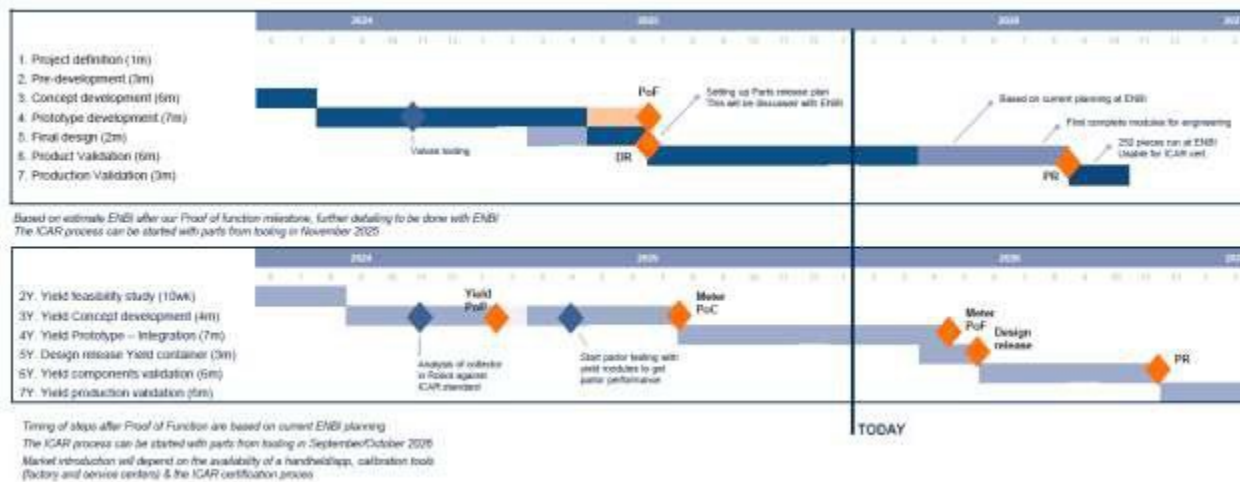 2024 2025 2026
1. Project definition (1m)
2. Pre-development (3m)
3. Concept development (6m)
4. Prototype development (7m)
5. Final design (2m)
6. Product Validation (6m)
7. Production Validation (3m)
PoF
Setting up Parts release plan
This will be discussed with ENBI
Based on current planning at ENBI
First complete modules for engineering
250 pieces run at ENBI
Usable for ICAR cert.
DR
PR
Based on estimate ENBI after our Proof of function milestone, further detailing to be done with ENBI
The ICAR process can be started with parts from tooling in November 2025
2024 2025 2026
2Y. Yield feasibility study (10wk)
3Y. Yield Concept development (4m)
4Y. Yield Prototype – Integration (7m)
5Y. Design release Yield container (3m)
6Y. Yield components validation (6m)
7Y. Yield production validation (6m)
Yield
Meter
PoC
Meter
PoF
Design
release
PR
Analysis of collector
in Robot against
ICAR standard
Start parlor testing with
yield modules to get
parlor performance
TODAY
Timing of steps after Proof of Function are based on current ENBI planning
The ICAR process can be started with parts from tooling in September/October 2026
Market introduction will depend on the availability of a handheld/app, calibration tools
(factory and service centers) & the ICAR certification proces